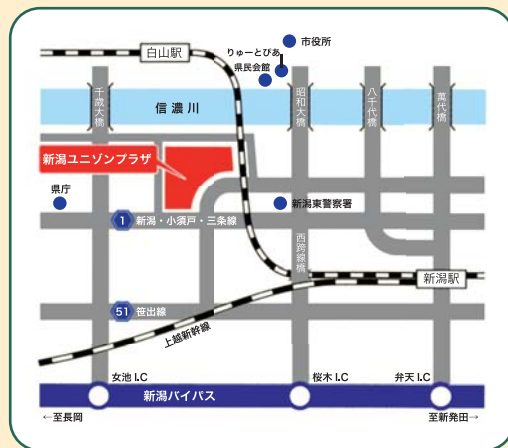 市役所
りゅーとぴあ
白山駅
県民会館
千歳大橋
信濃川
昭和大橋
八千代橋
萬代橋
新潟ユニゾンプラザ
県庁
新潟東警察署
1 新潟・小須戸・三条線
西跨線橋
新潟駅
51 笹出線
上越新幹線
女池 I.C
桜木 I.C
弁天 I.C
新潟バイパス
←至長岡
至新発田→